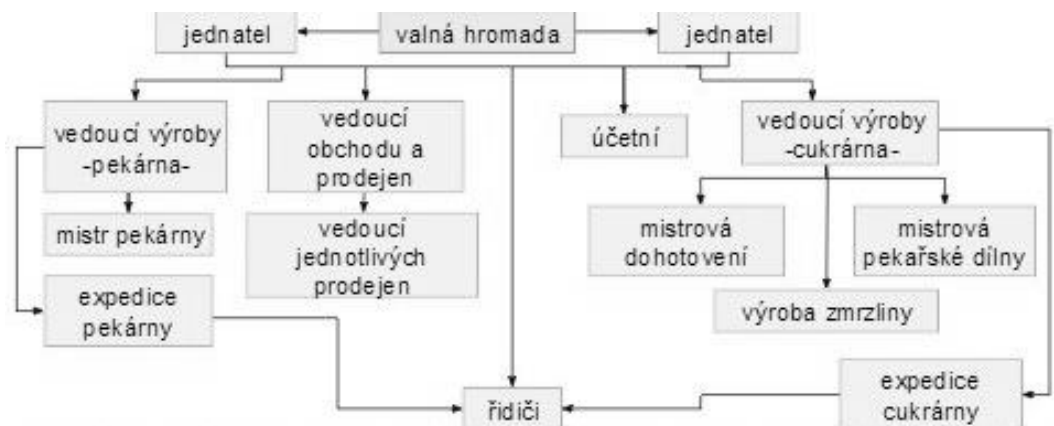 jednatel
valná hromada
jednatel
vedoucí výroby
-pekárna-
vedoucí
obchodu a
prodejen
účetní
vedoucí výroby
-cukrárna-
mistr pekárny
vedoucí
jednotlivých
prodejen
mistrová
dohotovení
mistrová
pekařské dílny
expedice
pekárny
výroba zmrzliny
řidiči
expedice
cukrárny